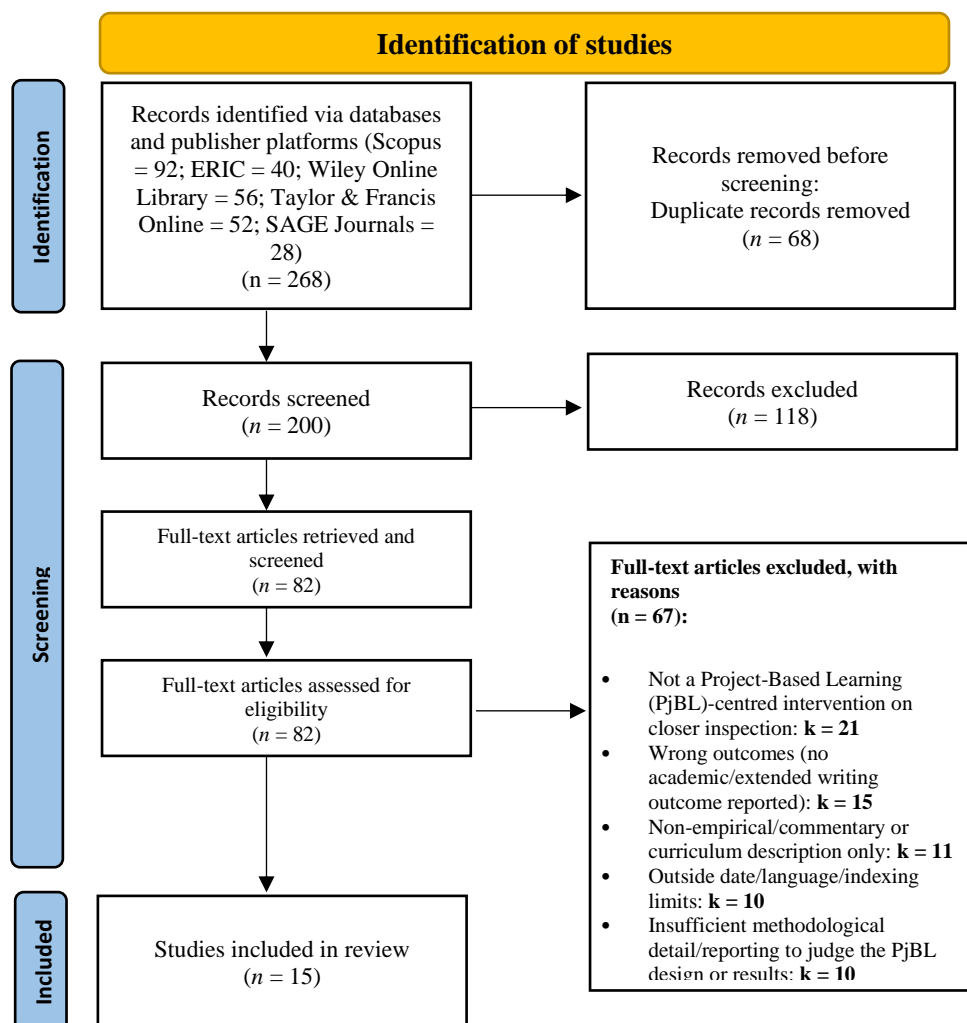 Identification of studies
Identification
Records identified via databases
and publisher platforms (Scopus
= 92; ERIC = 40; Wiley Online
Library = 56; Taylor & Francis
Online = 52; SAGE Journals =
28)
(n = 268)
Records removed before
screening:
Duplicate records removed
(n = 68)
Screening
Records screened
(n = 200)
Records excluded
(n = 118)
Full-text articles retrieved and
screened
(n = 82)
Full-text articles assessed for
eligibility
(n = 82)
Full-text articles excluded, with
reasons
(n = 67):
• Not a Project-Based Learning
(PjBL)-centred intervention on
closer inspection: k = 21
• Wrong outcomes (no
academic/extended writing
outcome reported): k = 15
• Non-empirical/commentary or
curriculum description only: k = 11
• Outside date/language/indexing
limits: k = 10
• Insufficient methodological
detail/reporting to judge the PjBL
design or results: k = 10
Included
Studies included in review
(n = 15)